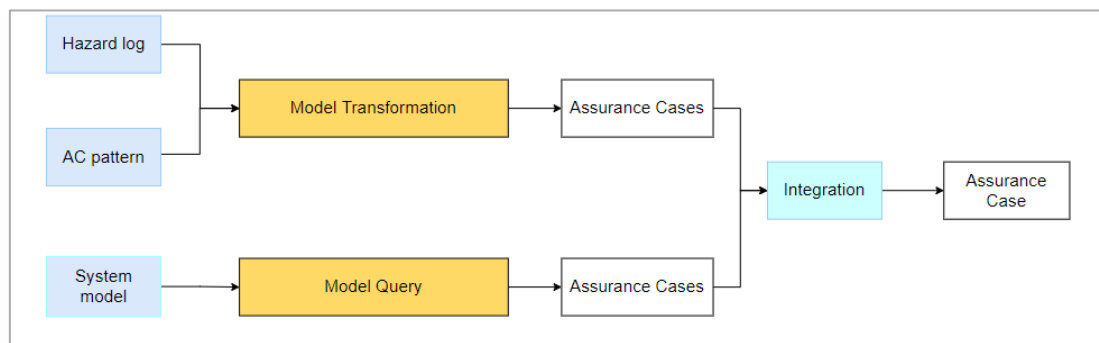 Hazard log
AC pattern
Model Transformation
Assurance Cases
Integration
Assurance
Case
System
model
Model Query
Assurance Cases